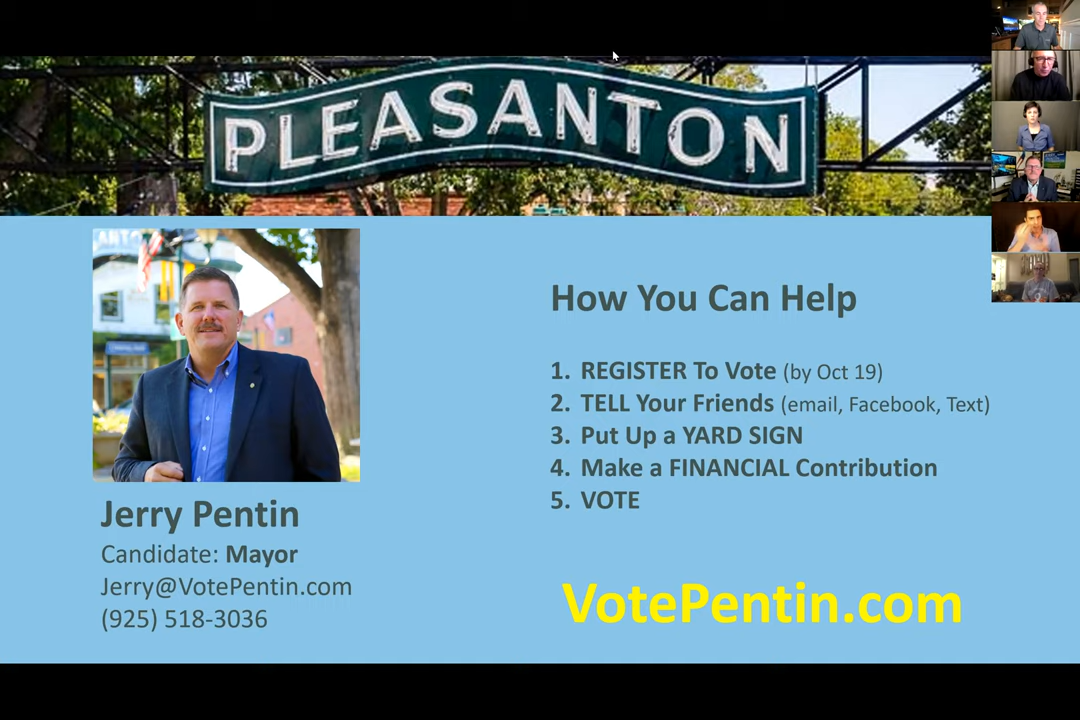 PLEASANTON
Jerry Pentin
Candidate: Mayor
Jerry@VotePentin.com
(925) 518-3036
How You Can Help
1. REGISTER To Vote (by Oct 19)
2. TELL Your Friends (email, Facebook, Text)
3. Put Up a YARD SIGN
4. Make a FINANCIAL Contribution
5. VOTE
VotePentin.com